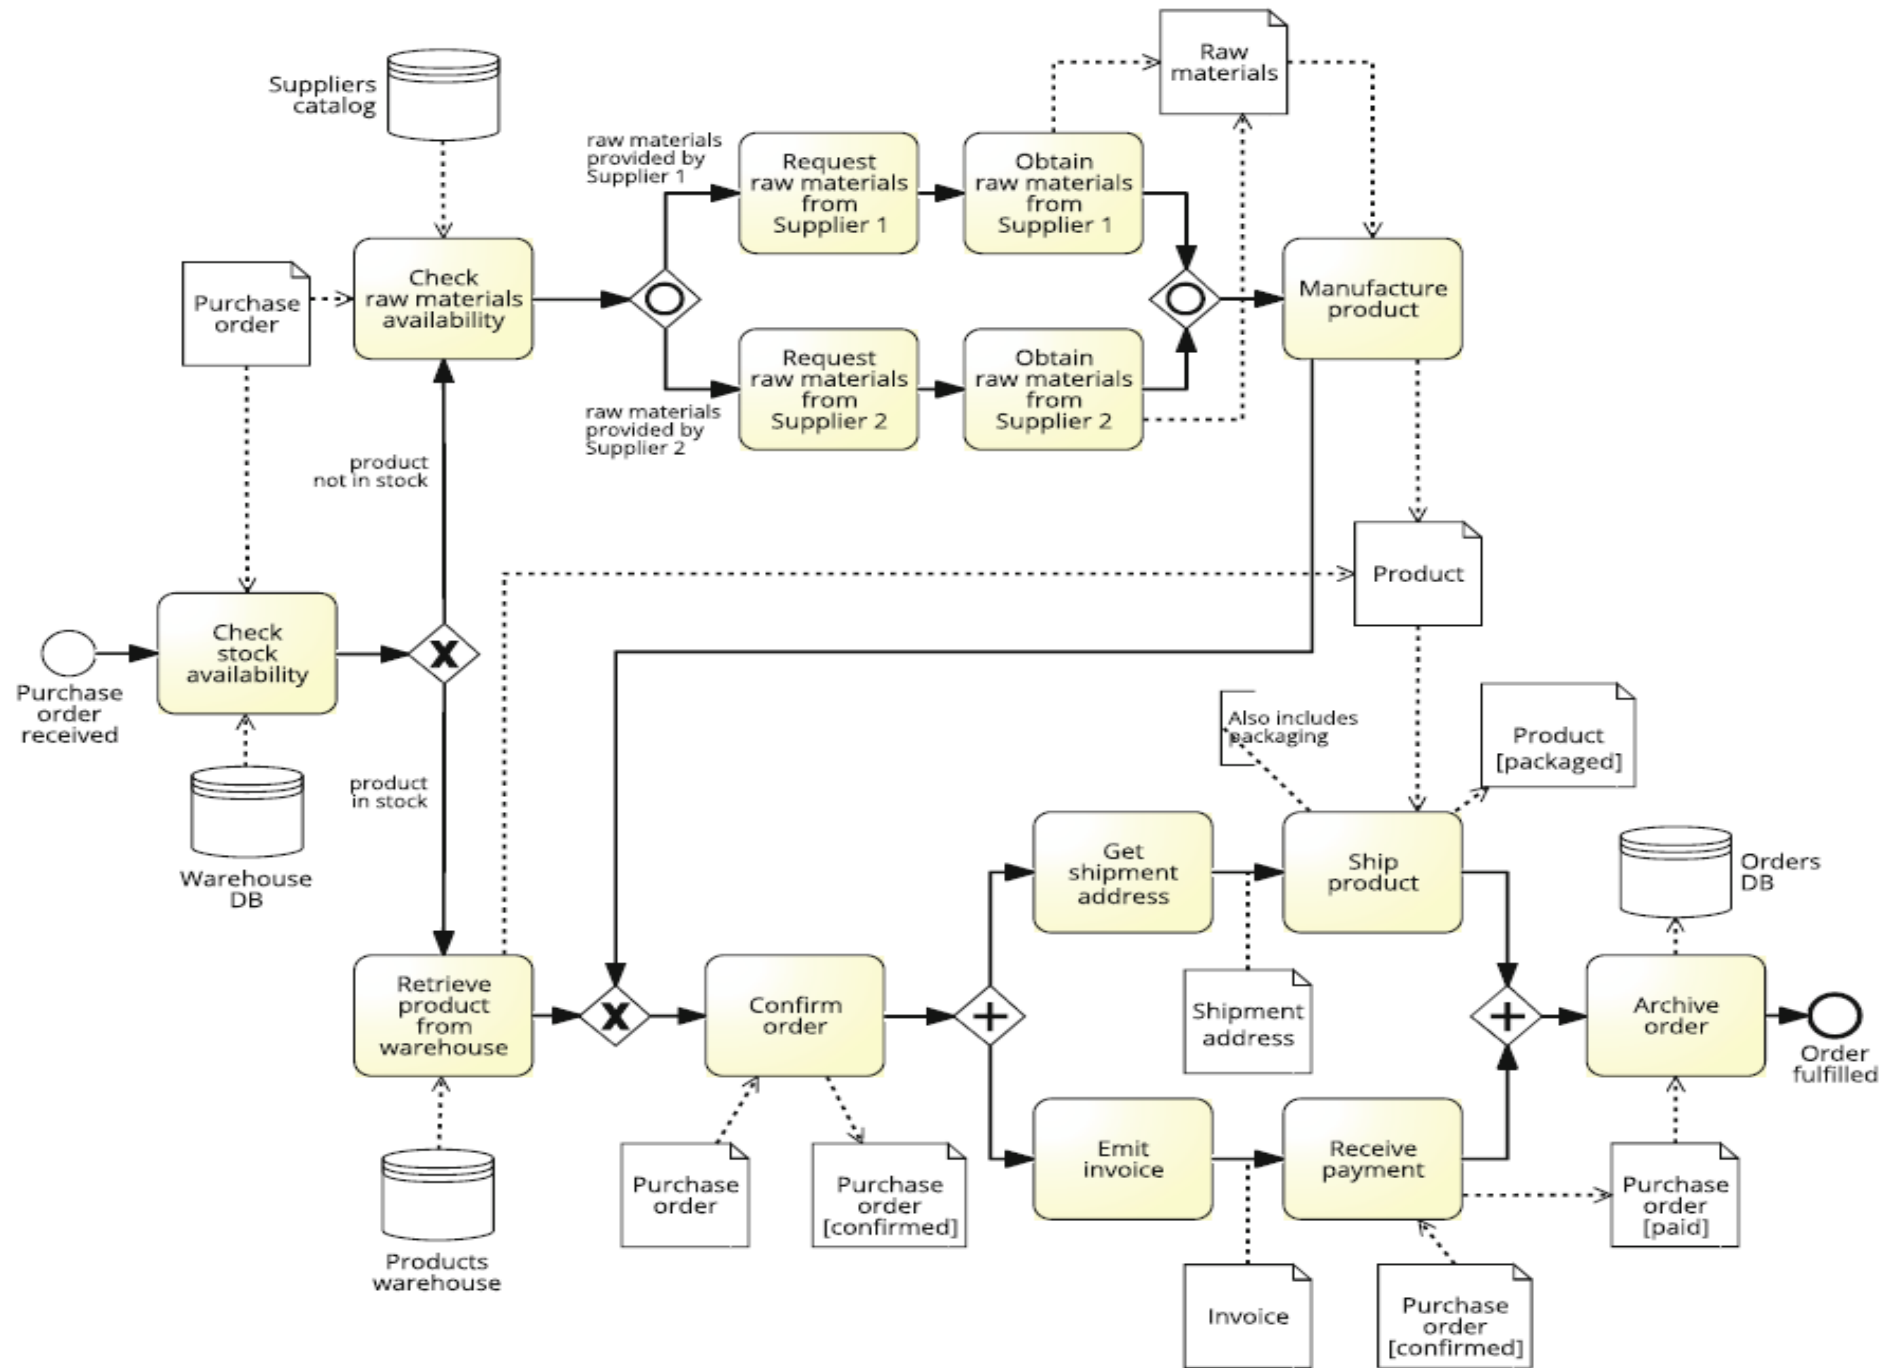 Raw
materials
Suppliers
catalog
raw materials
provided by
Supplier 1
Request
raw materials
from
Supplier 1
Obtain
raw materials
from
Supplier 1
Check
raw materials
availability
Purchase
order
Manufacture
product
Request
raw materials
from
Supplier 2
Obtain
raw materials
from
Supplier 2
raw materials
provided by
Supplier 2
product
not in stock
Product
Check
stock
availability
X
Purchase
order
received
Also includes
packaging
Product
[packaged]
product
in stock
Warehouse
DB
Get
shipment
address
Ship
product
Orders
DB
Retrieve
product
from
warehouse
X
Confirm
order
Shipment
address
Archive
order
Order
fulfilled
Emit
invoice
Receive
payment
Purchase
order
Purchase
order
[confirmed]
Purchase
order
[paid]
Products
warehouse
Invoice
Purchase
order
[confirmed]